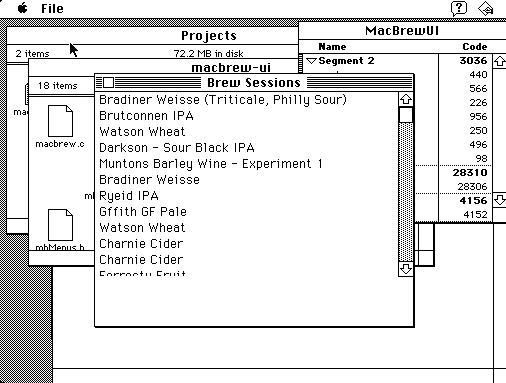 File
Projects
2 items
72.2 MB in disk
macbrew-ui
18 items
macbrew.c
mbMenus.h
MacBrewUI
Name Code
Segment 2 3036
440
566
226
956
250
496
98
28310
28306
4156
4152
Brew Sessions
Bradiner Weisse (Triticale, Philly Sour)
Brutconnen IPA
Watson Wheat
Darkson - Sour Black IPA
Muntons Barley Wine - Experiment 1
Bradiner Weisse
Ryeid IPA
Gffith GF Pale
Watson Wheat
Charnie Cider
Charnie Cider
Forrosty Fruit